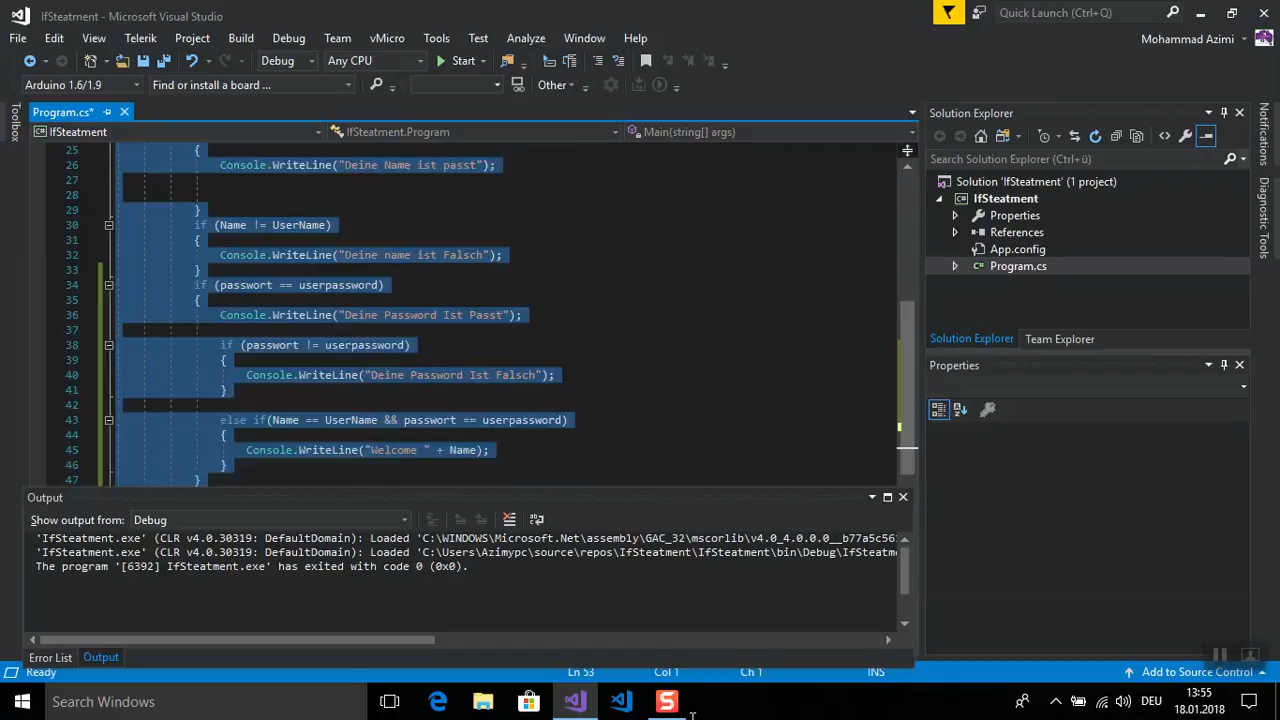 IfSteatment - Microsoft Visual Studio
Quick Launch (Ctrl+Q)
File Edit View Telerik Project Build Debug Team vMicro Tools Test Analyze Window Help
Mohammad Azimi
Debug Any CPU Start
Arduino 1.6/1.9 Find or install a board ... Other
Toolbox
Program.cs*
IfSteatment IfSteatment.Program Main(string[] args)
25 {
26 Console.WriteLine("Deine Name ist passt");
27
28
29 }
30 if (Name != UserName)
31 {
32 Console.WriteLine("Deine name ist Falsch");
33 }
34 if (passwort == userpassword)
35 {
36 Console.WriteLine("Deine Password Ist Passt");
37
38 if (passwort != userpassword)
39 {
40 Console.WriteLine("Deine Password Ist Falsch");
41 }
42
43 else if(Name == UserName && passwort == userpassword)
44 {
45 Console.WriteLine("Welcome " + Name);
46 }
47 }
Solution Explorer
Search Solution Explorer (Ctrl+ü)
Solution 'IfSteatment' (1 project)
IfSteatment
Properties
References
App.config
Program.cs
Solution Explorer Team Explorer
Properties
Notifications
Diagnostic Tools
Output
Show output from: Debug
'IfSteatment.exe' (CLR v4.0.30319: DefaultDomain): Loaded 'C:\WINDOWS\Microsoft.Net\assembly\GAC_32\mscorlib\v4.0_4.0.0.0__b77a5c56
'IfSteatment.exe' (CLR v4.0.30319: DefaultDomain): Loaded 'C:\Users\Azimypc\source\repos\IfSteatment\IfSteatment\bin\Debug\IfSteatme
The program '[6392] IfSteatment.exe' has exited with code 0 (0x0).
Error List Output
Ready Ln 53 Col 1 Ch 1 INS Add to Source Control
Search Windows
DEU
13:55
18.01.2018